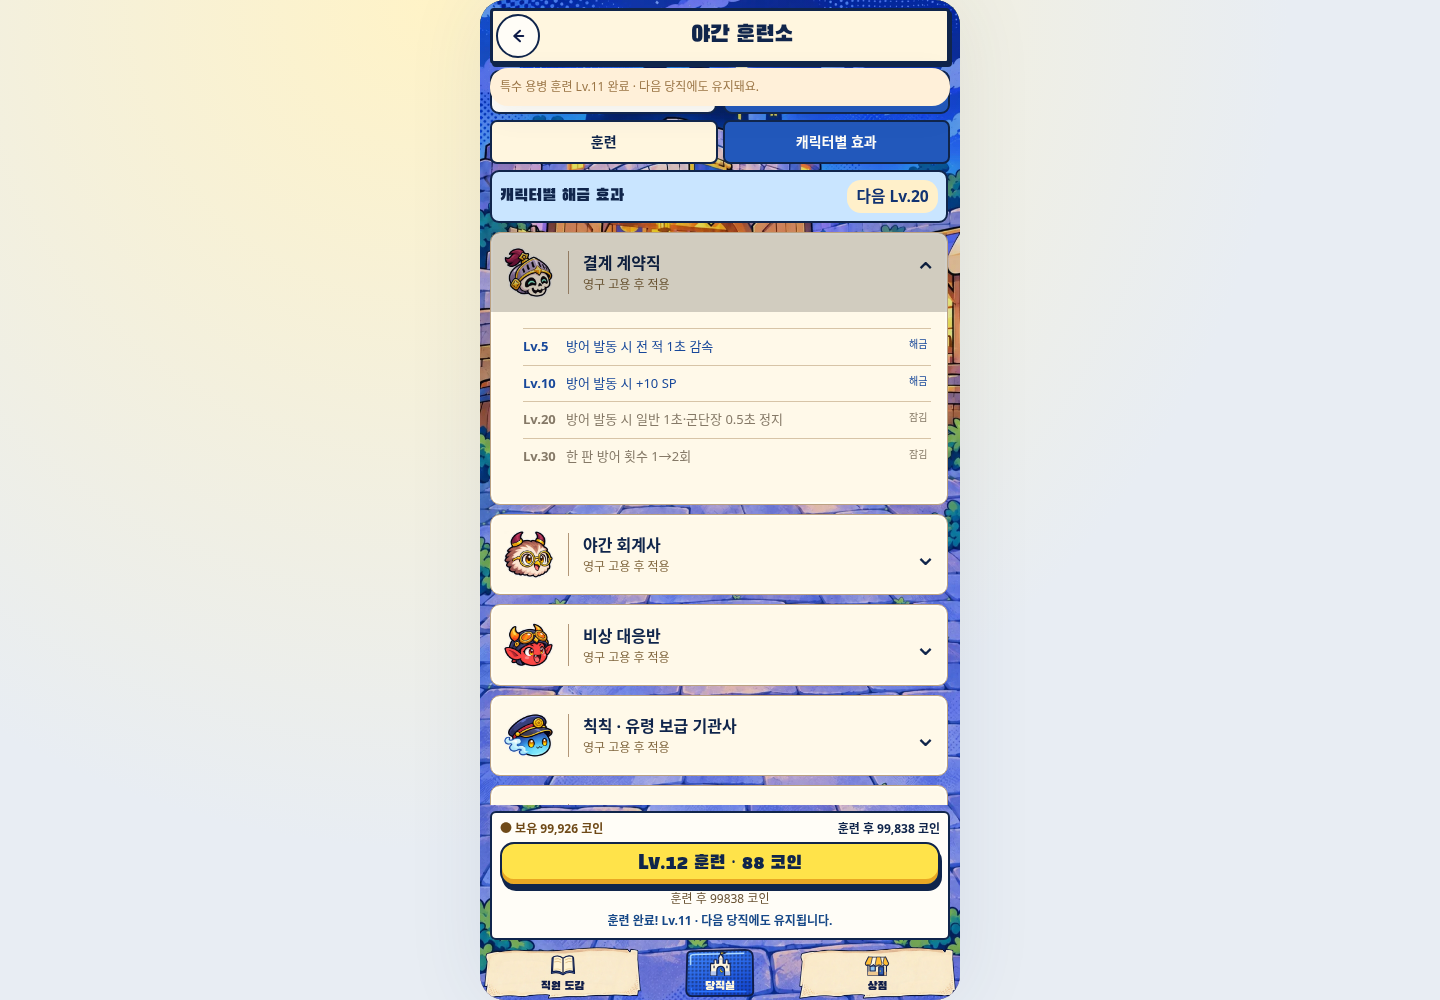 야간 훈련소
특수 용병 훈련 Lv.11 완료 · 다음 당직에도 유지돼요.
훈련
캐릭터별 효과
캐릭터별 해금 효과
다음 Lv.20
결계 계약직
영구 고용 후 적용
Lv.5 방어 발동 시 전 적 1초 감속 해금
Lv.10 방어 발동 시 +10 SP 해금
Lv.20 방어 발동 시 일반 1초·군단장 0.5초 정지 잠김
Lv.30 한 판 방어 횟수 1→2회 잠김
야간 회계사
영구 고용 후 적용
비상 대응반
영구 고용 후 적용
칙칙 · 유령 보급 기관사
영구 고용 후 적용
보유 99,926 코인
훈련 후 99,838 코인
Lv.12 훈련 · 88 코인
훈련 후 99838 코인
훈련 완료! Lv.11 · 다음 당직에도 유지됩니다.
직원 도감
당직실
상점